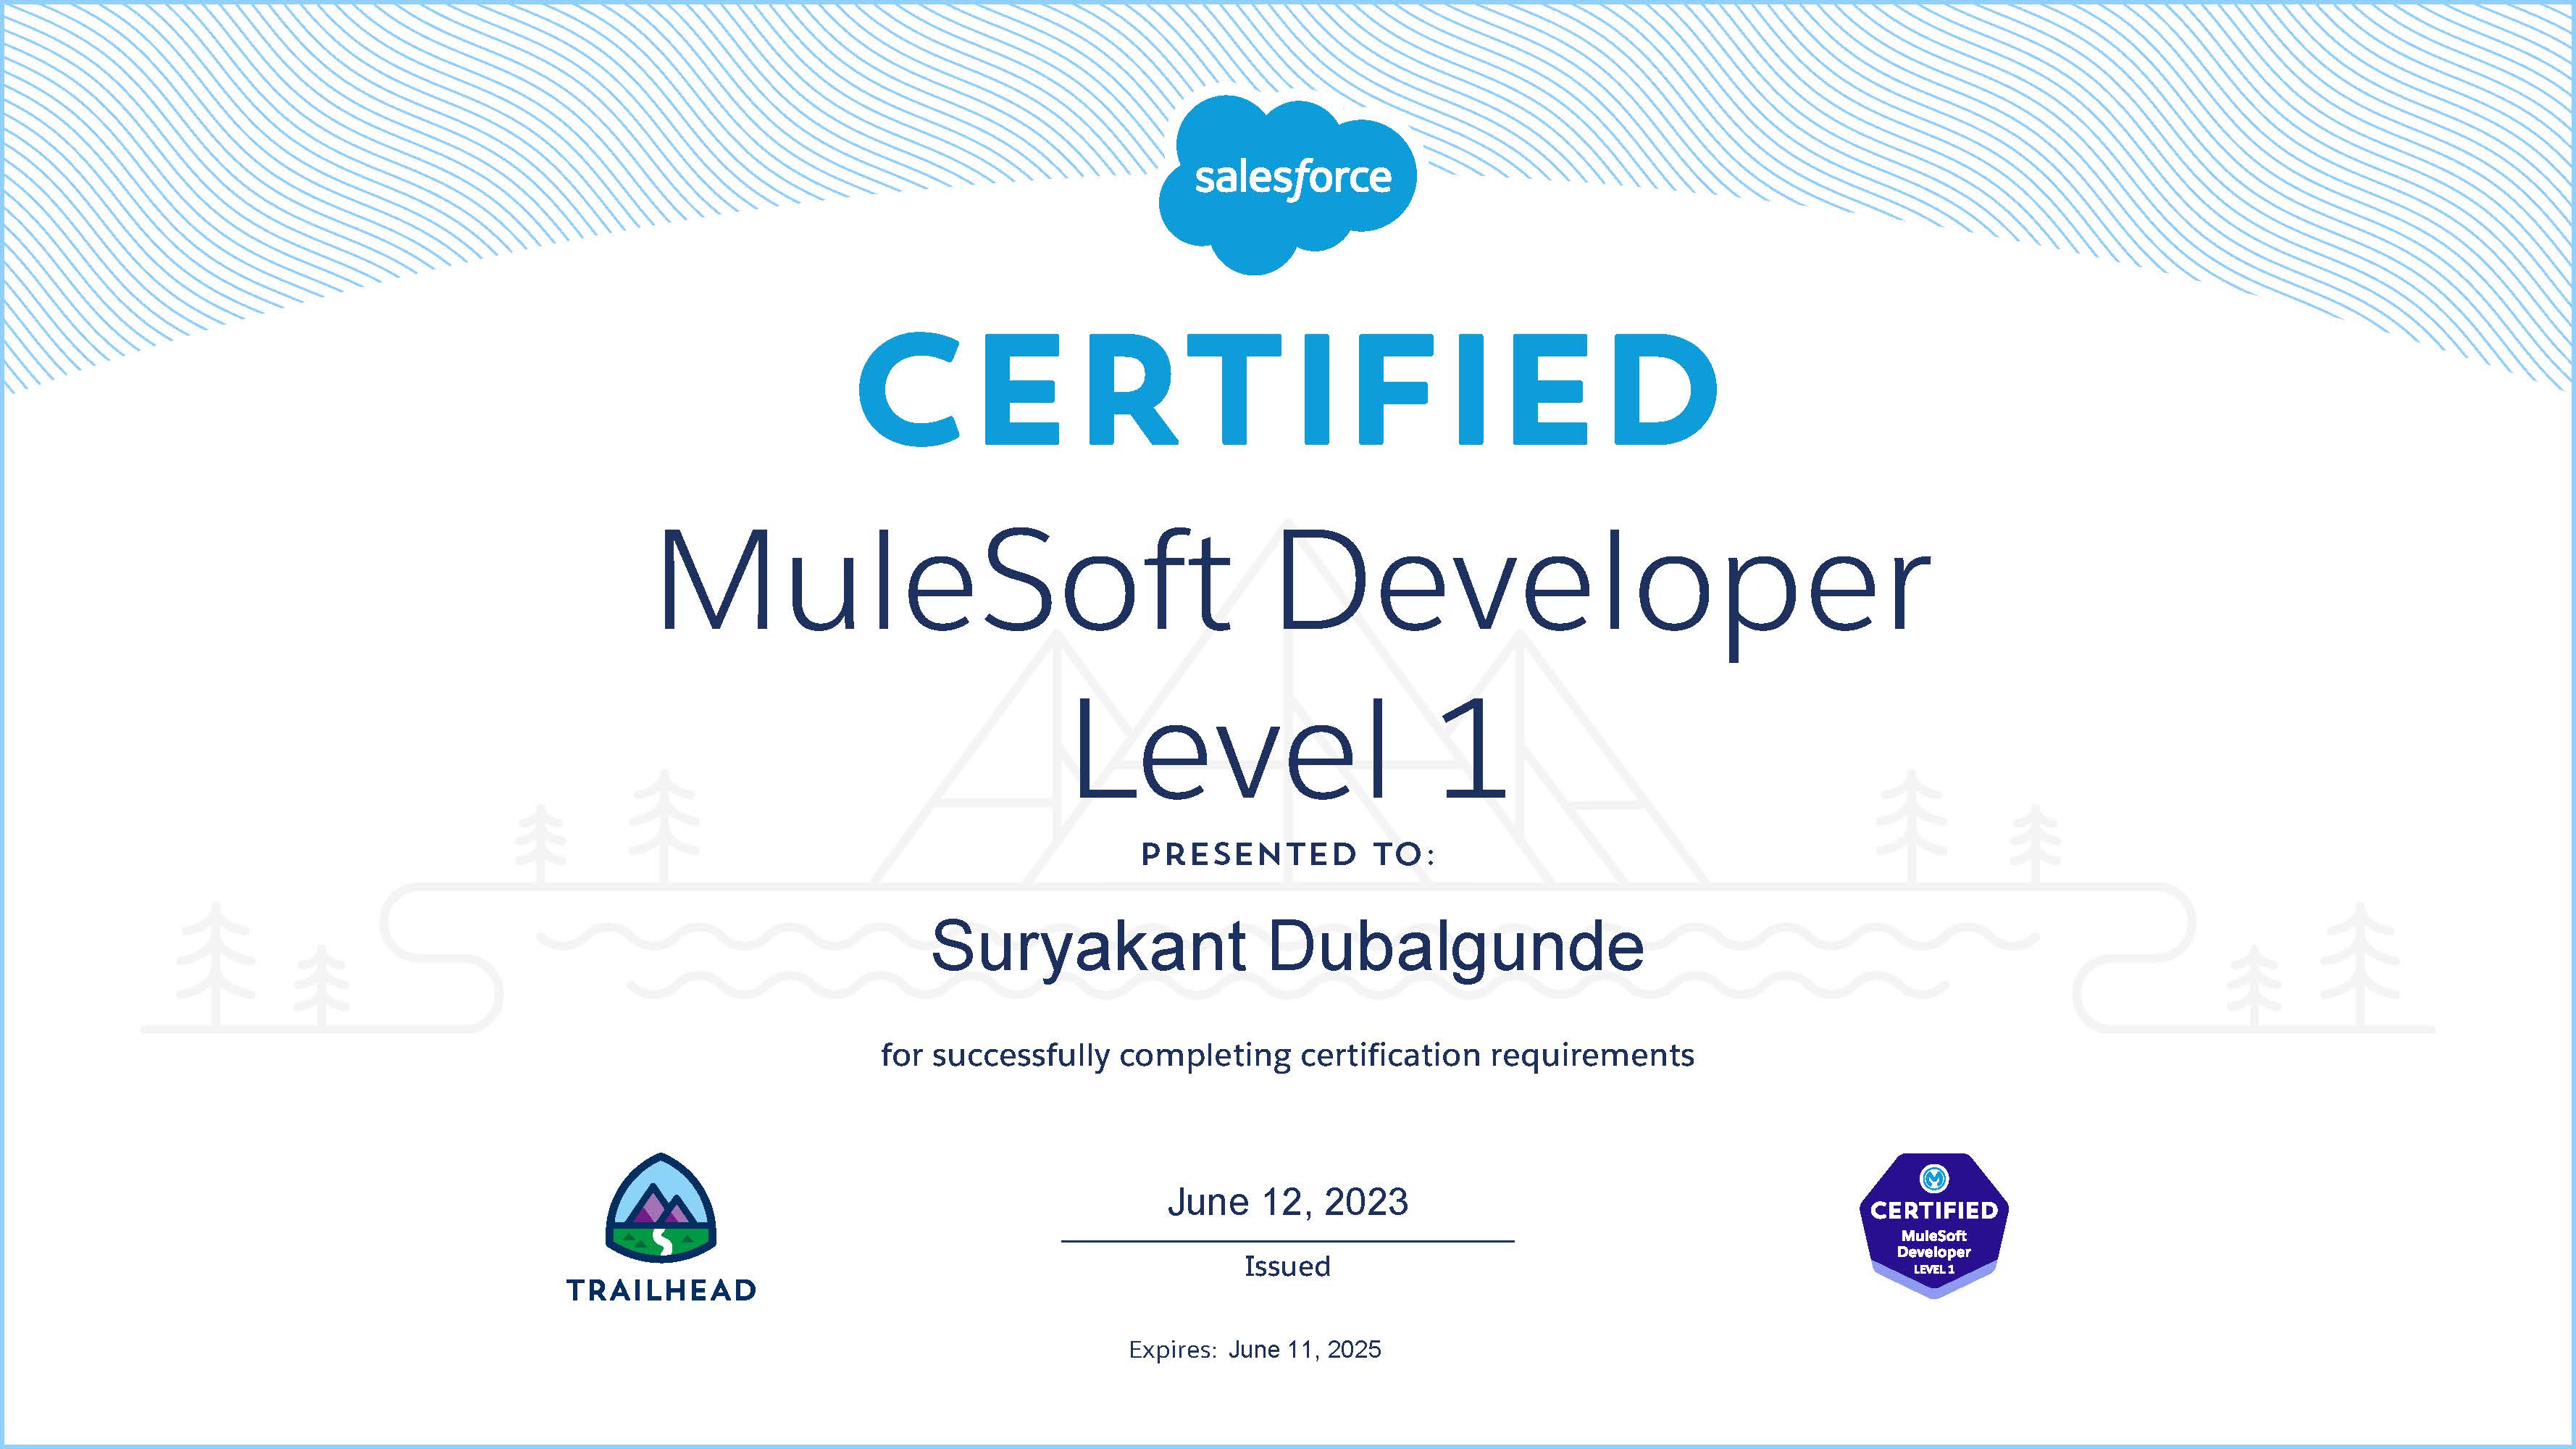 salesforce
CERTIFIED
MuleSoft Developer
Level 1
PRESENTED TO:
Suryakant Dubalgunde
for successfully completing certification requirements
TRAILHEAD
June 12, 2023
Issued
Expires: June 11, 2025
CERTIFIED
MuleSoft
Developer
LEVEL 1